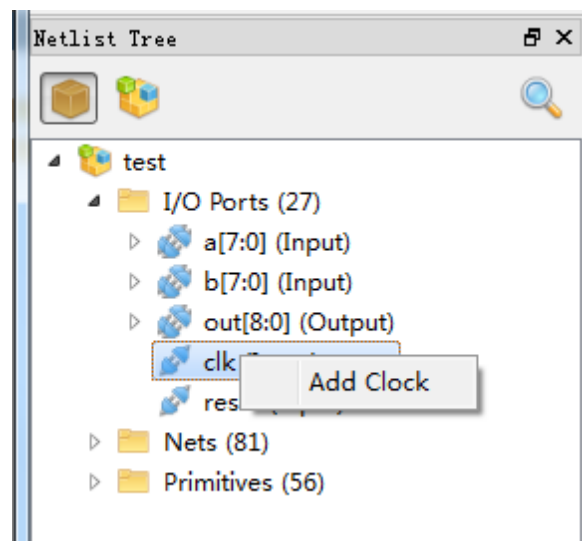 Netlist Tree
test
I/O Ports (27)
a[7:0] (Input)
b[7:0] (Input)
out[8:0] (Output)
clk
Add Clock
Nets (81)
Primitives (56)